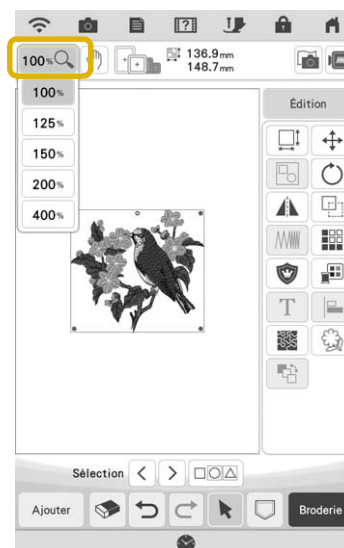 ?
100%
136.9mm
148.7mm
100%
125%
150%
200%
400%
Édition
T
Sélection
Ajouter
Broderie